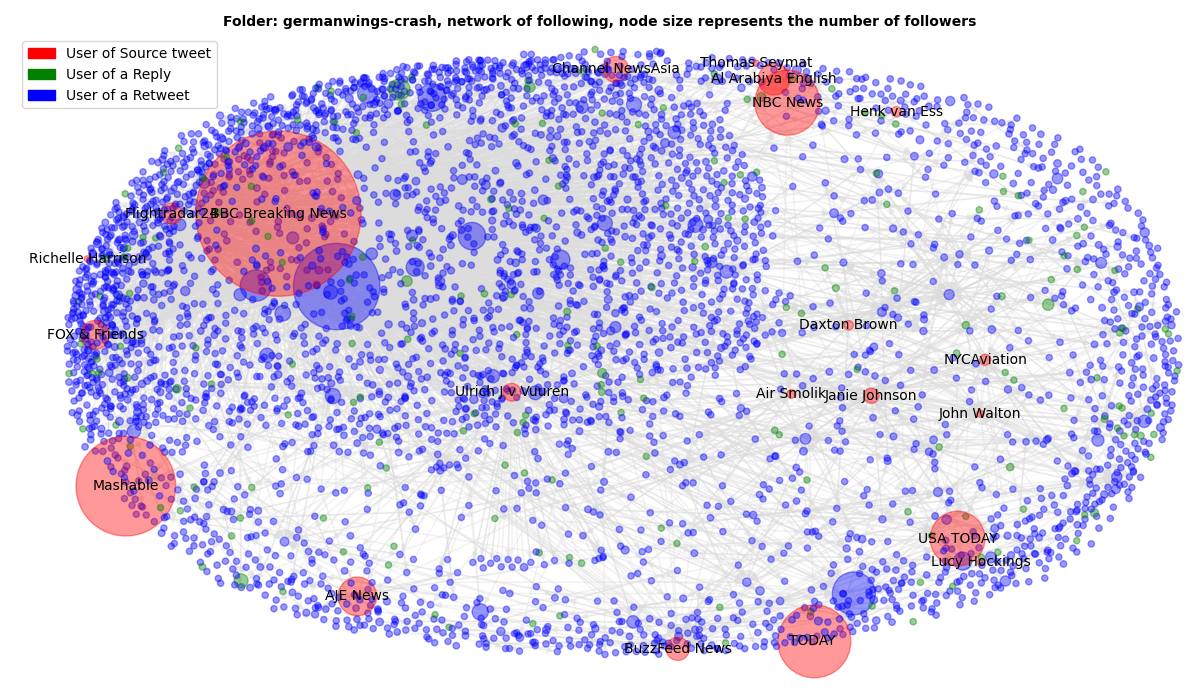 Folder: germanwings-crash, network of following, node size represents the number of followers
User of Source tweet
User of a Reply
User of a Retweet
Channel NewsAsia
Thomas Seymat
Al Arabiya English
NBC News
Henk van Ess
Flightradar24
BBC Breaking News
Richelle Harrison
FOX & Friends
Daxton Brown
NYCAviation
Ulrich J v Vuuren
Air Smolik
Janie Johnson
John Walton
Mashable
USA TODAY
Lucy Hockings
AJE News
TODAY
BuzzFeed News